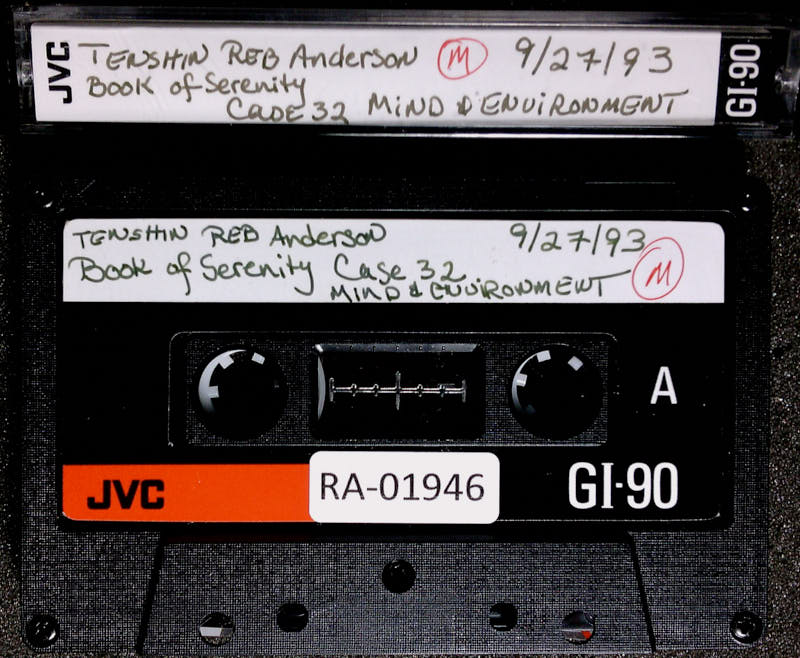 JVC
TENSHIN REB Anderson M 9/27/93
Book of Serenity
CASE 32 MIND & ENVIRONMENT
GI-90
TENSHIN REB Anderson 9/27/93
Book of Serenity Case 32 M
MIND & ENVIRONMENT
A
JVC RA-01946 GI-90